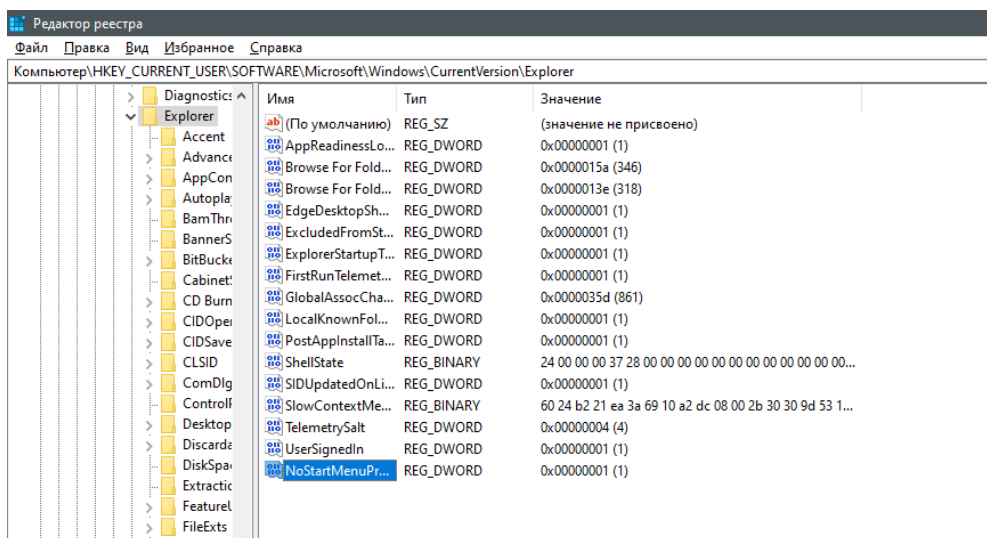 Редактор реестра
Файл Правка Вид Избранное Справка
Компьютер\HKEY_CURRENT_USER\SOFTWARE\Microsoft\Windows\CurrentVersion\Explorer
Diagnostics
Explorer
Accent
Advance
AppCon
Autopla
BamThr
BannerS
BitBucke
Cabinet
CD Burn
CIDOpe
CIDSave
CLSID
ComDlg
Control
Desktop
Discarda
DiskSpa
Extractic
FeatureU
FileExts
Имя Тип Значение
(По умолчанию) REG_SZ (значение не присвоено)
AppReadinessLo... REG_DWORD 0x00000001 (1)
Browse For Fold... REG_DWORD 0x0000015a (346)
Browse For Fold... REG_DWORD 0x0000013e (318)
EdgeDesktopSh... REG_DWORD 0x00000001 (1)
ExcludedFromSt... REG_DWORD 0x00000001 (1)
ExplorerStartupT... REG_DWORD 0x00000001 (1)
FirstRunTelemet... REG_DWORD 0x00000001 (1)
GlobalAssocCha... REG_DWORD 0x0000035d (861)
LocalKnownFol... REG_DWORD 0x00000001 (1)
PostAppInstallTa... REG_DWORD 0x00000001 (1)
ShellState REG_BINARY 24 00 00 00 37 28 00 00 00 00 00 00 00 00 00 00 00...
SIDUpdatedOnLi... REG_DWORD 0x00000001 (1)
SlowContextMe... REG_BINARY 60 24 b2 21 ea 3a 69 10 a2 dc 08 00 2b 30 30 9d 53 1...
TelemetrySalt REG_DWORD 0x00000004 (4)
UserSignedIn REG_DWORD 0x00000001 (1)
NoStartMenuPr... REG_DWORD 0x00000001 (1)